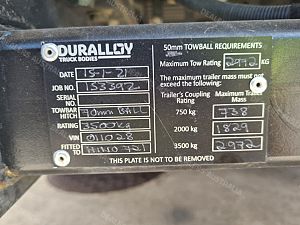 DURALLOY
TRUCK BODIES
DATE 15-1-21
JOB NO. 153392
SERIAL NO.
TOWBAR HITCH 70mm BALL
RATING 3500kg
VIN 011028
FITTED TO HINO 721
50mm TOWBALL REQUIREMENTS
Maximum Tow Rating 2972 KG
The maximum trailer mass must not exceed the following:
Trailer's Coupling Rating Maximum Trailer Mass
750 kg 738
2000 kg 1829
3500 kg 2972
THIS PLATE IS NOT TO BE REMOVED